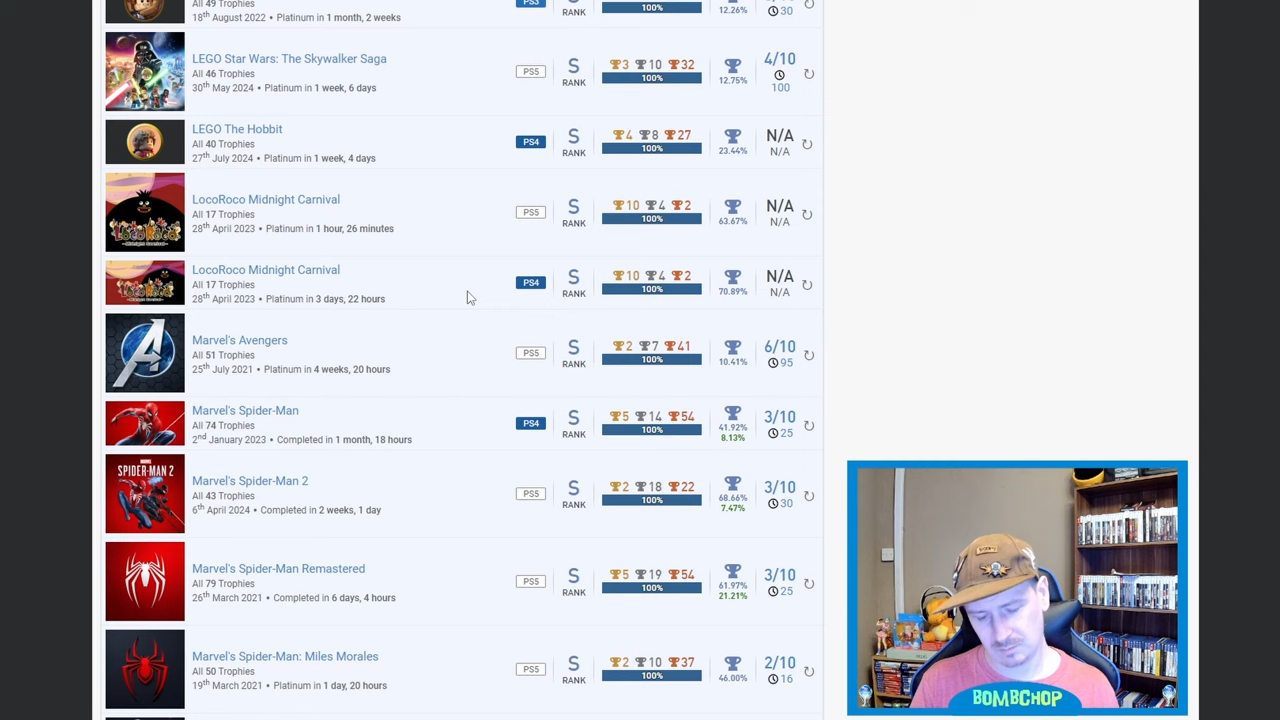 All 49 Trophies
PS5
12.26%
30
18th August 2022 • Platinum in 1 month, 2 weeks
100%
LEGO Star Wars: The Skywalker Saga
All 46 Trophies
30th May 2024 • Platinum in 1 week, 6 days
PS5
S RANK
3 10 32
100%
12.75%
4/10
100
LEGO The Hobbit
All 40 Trophies
27th July 2024 • Platinum in 1 week, 4 days
PS4
S RANK
4 8 27
100%
23.44%
N/A
N/A
LocoRoco Midnight Carnival
All 17 Trophies
28th April 2023 • Platinum in 1 hour, 26 minutes
PS5
S RANK
10 4 2
100%
63.67%
N/A
N/A
LocoRoco Midnight Carnival
All 17 Trophies
28th April 2023 • Platinum in 3 days, 22 hours
PS4
S RANK
10 4 2
100%
70.89%
N/A
N/A
Marvel's Avengers
All 51 Trophies
25th July 2021 • Platinum in 4 weeks, 20 hours
PS5
S RANK
2 7 41
100%
10.41%
6/10
95
Marvel's Spider-Man
All 74 Trophies
2nd January 2023 • Completed in 1 month, 18 hours
PS4
S RANK
5 14 54
100%
41.92%
8.13%
3/10
25
SPIDER-MAN 2
Marvel's Spider-Man 2
All 43 Trophies
6th April 2024 • Completed in 2 weeks, 1 day
PS5
S RANK
2 18 22
100%
68.66%
7.47%
3/10
30
Marvel's Spider-Man Remastered
All 79 Trophies
26th March 2021 • Completed in 6 days, 4 hours
PS5
S RANK
5 19 54
100%
61.97%
21.21%
3/10
25
Marvel's Spider-Man: Miles Morales
All 50 Trophies
19th March 2021 • Platinum in 1 day, 20 hours
PS5
S RANK
2 10 37
100%
46.00%
2/10
16
BOMBCHOP